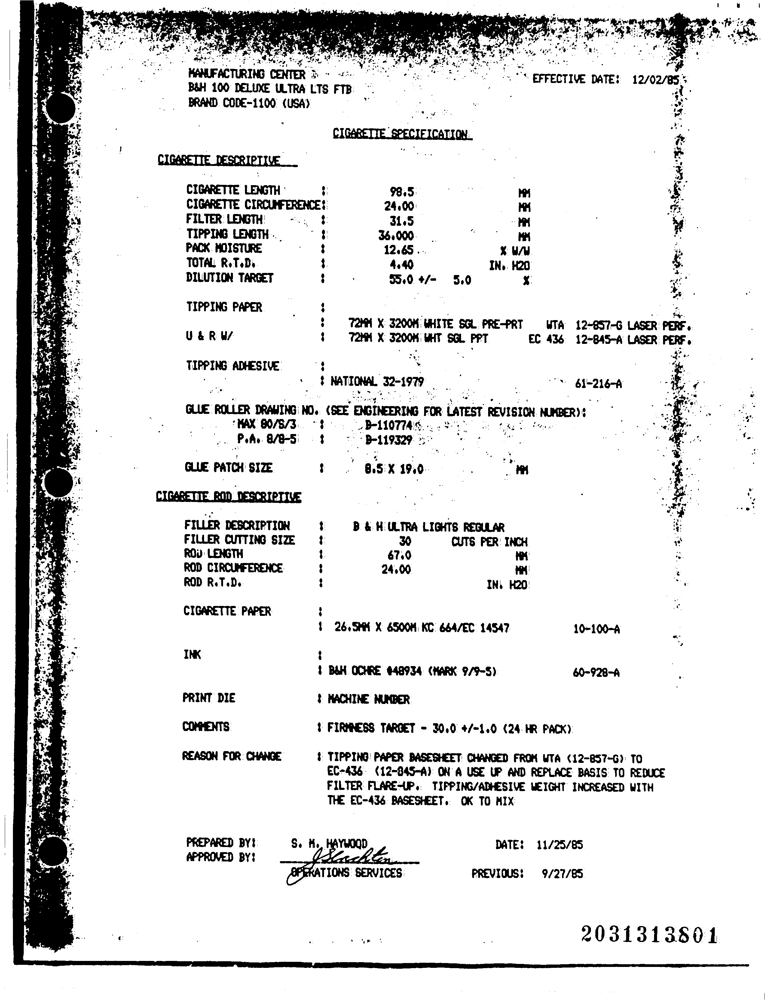 MANUFACTURING CENTER
B&H 100 DELUXE ULTRA LTS FTB
BRAND CODE-1100 (USA)
EFFECTIVE DATE: 12/02/85
CIGARETTE SPECIFICATION
CIGARETTE DESCRIPTIVE
CIGARETTE LENGTH : 98.5 MM
CIGARETTE CIRCUMFERENCE: 24.00 MM
FILTER LENGTH : 31.5 MM
TIPPING LENGTH : 36.000 MM
PACK MOISTURE : 12.65 % W/W
TOTAL R.T.D. : 4.40 IN. H2O
DILUTION TARGET : 55.0 +/- 5.0 %
TIPPING PAPER :
: 72MM X 3200M WHITE SGL PRE-PRT WTA 12-857-G LASER PERF.
U & R W/ : 72MM X 3200M WHT SGL PPT EC 436 12-845-A LASER PERF.
TIPPING ADHESIVE :
: NATIONAL 32-1979 61-216-A
GLUE ROLLER DRAWING NO. (SEE ENGINEERING FOR LATEST REVISION NUMBER):
MAX 80/S/3 : B-110774
P.A. 8/8-5 : B-119329
GLUE PATCH SIZE : 8.5 X 19.0 MM
CIGARETTE ROD DESCRIPTIVE
FILLER DESCRIPTION : B & H ULTRA LIGHTS REGULAR
FILLER CUTTING SIZE : 30 CUTS PER INCH
ROD LENGTH : 67.0 MM
ROD CIRCUMFERENCE : 24.00 MM
ROD R.T.D. : IN. H2O
CIGARETTE PAPER :
: 26.5MM X 6500M KC 664/EC 14547 10-100-A
INK :
: B&H OCHRE #48934 (MARK 9/9-5) 60-928-A
PRINT DIE : MACHINE NUMBER
COMMENTS : FIRMNESS TARGET - 30.0 +/-1.0 (24 HR PACK)
REASON FOR CHANGE : TIPPING PAPER BASESHEET CHANGED FROM WTA (12-857-G) TO
EC-436 (12-845-A) ON A USE UP AND REPLACE BASIS TO REDUCE
FILTER FLARE-UP. TIPPING/ADHESIVE WEIGHT INCREASED WITH
THE EC-436 BASESHEET. OK TO MIX
PREPARED BY: S. M. HAYWOOD DATE: 11/25/85
APPROVED BY:
OPERATIONS SERVICES PREVIOUS: 9/27/85
2031313801